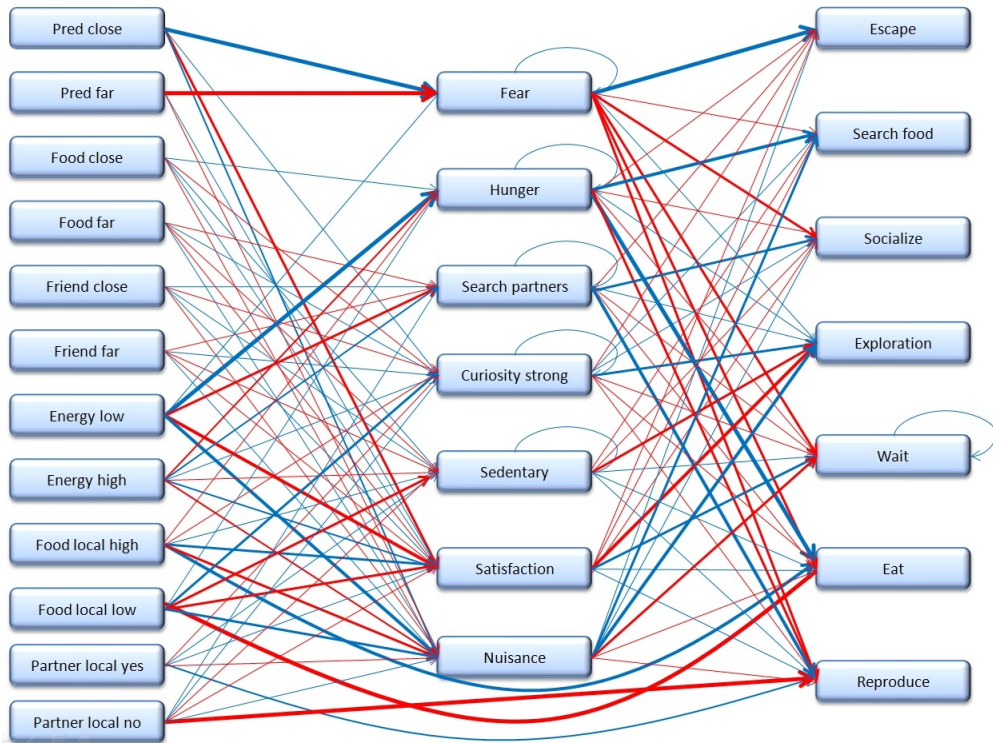 Pred close
Pred far
Food close
Food far
Friend close
Friend far
Energy low
Energy high
Food local high
Food local low
Partner local yes
Partner local no
Fear
Hunger
Search partners
Curiosity strong
Sedentary
Satisfaction
Nuisance
Escape
Search food
Socialize
Exploration
Wait
Eat
Reproduce